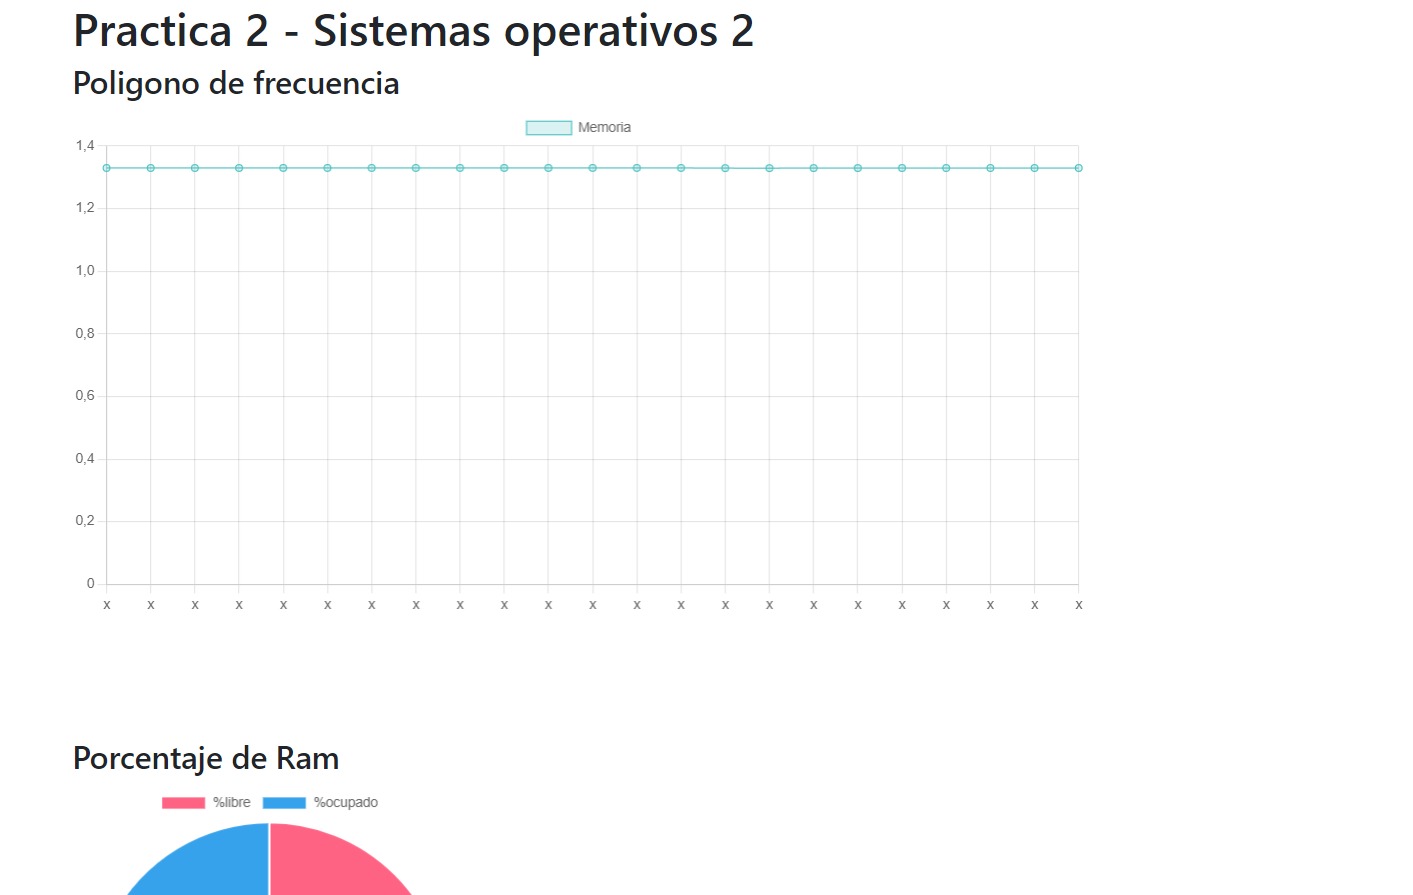 Practica 2 - Sistemas operativos 2
Poligono de frecuencia
Memoria
1,4
1,2
1,0
0,8
0,6
0,4
0,2
0
x x x x x x x x x x x x x x x x x x x x x x x
Porcentaje de Ram
%libre %ocupado